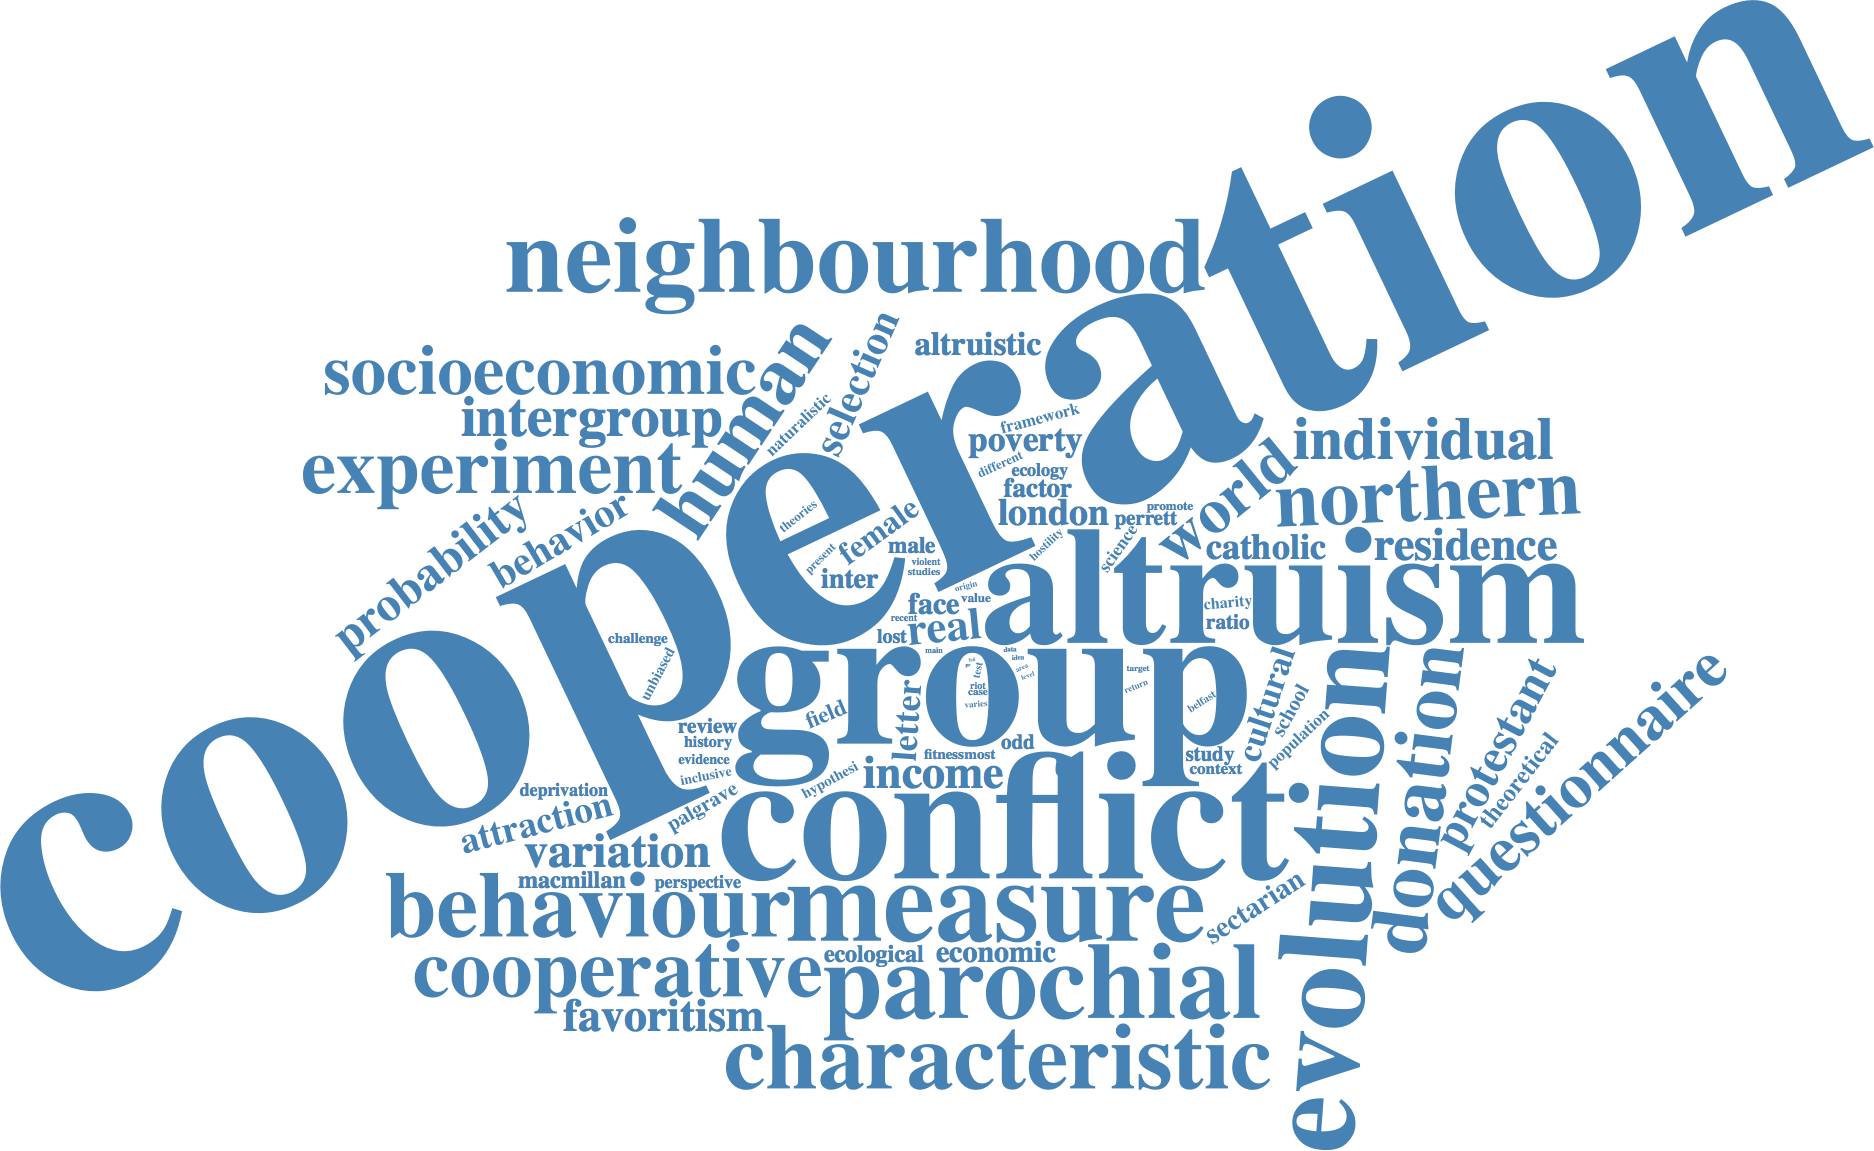 cooperation
neighbourhood
socioeconomic
human
selection
altruistic
intergroup
naturalistic
framework
poverty
individual
experiment
different
ecology
factor
world
northern
probability
behavior
theories
female
london
promote
perrett
science
catholic
residence
present
male
hostility
violent
studies
inter
origin
altruism
face
value
charity
recent
ratio
lost
real
challenge
unbiased
group
main
data
idea
area
level
test
riot
case
varies
target
return
belfast
cultural
school
population
evolution
donation
protestant
theoretical
questionnaire
review
history
evidence
inclusive
field
letter
odd
fitnessmost
study
context
hypothesi
income
deprivation
attraction
palgrave
variation
conflict
macmillan
perspective
behaviour
measure
sectarian
cooperative
ecological
economic
parochial
favoritism
characteristic